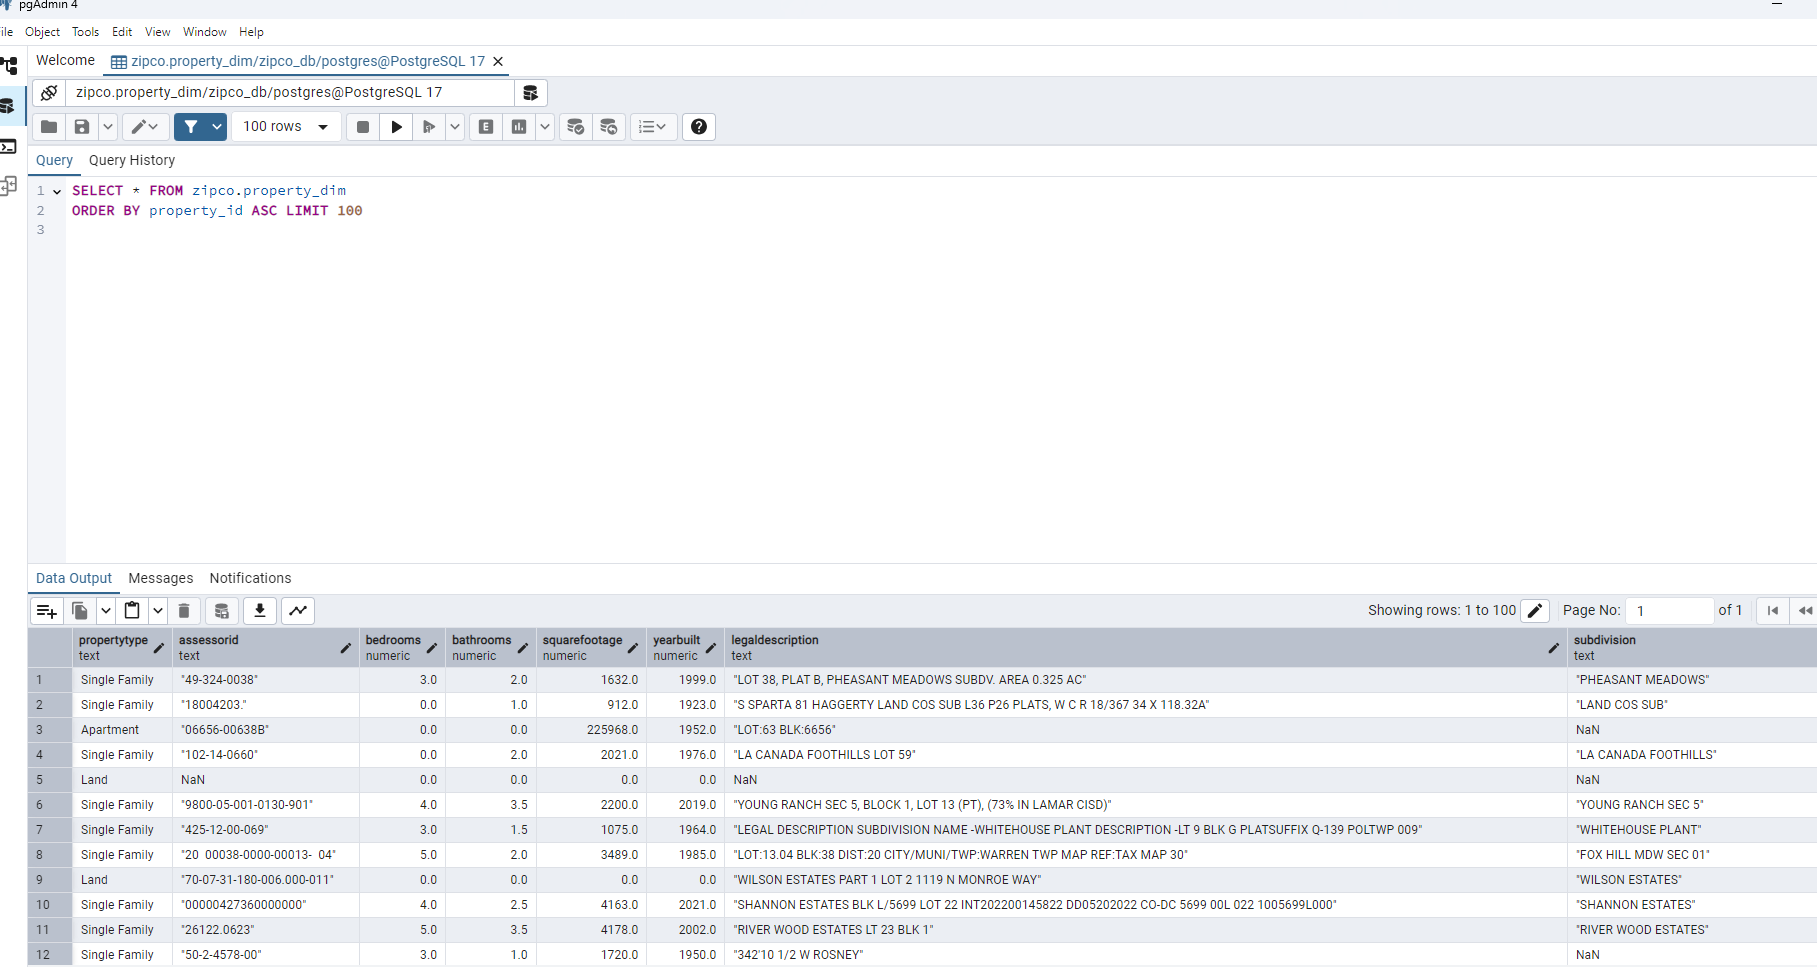 pgAdmin 4
ile Object Tools Edit View Window Help
Welcome zipco.property_dim/zipco_db/postgres@PostgreSQL 17
zipco.property_dim/zipco_db/postgres@PostgreSQL 17
100 rows
Query Query History
1 SELECT * FROM zipco.property_dim
2 ORDER BY property_id ASC LIMIT 100
3
Data Output Messages Notifications
Showing rows: 1 to 100 Page No: 1 of 1
propertytype assessorid bedrooms bathrooms squarefootage yearbuilt legaldescription subdivision
text text numeric numeric numeric numeric text text
1 Single Family "49-324-0038" 3.0 2.0 1632.0 1999.0 "LOT 38, PLAT B, PHEASANT MEADOWS SUBDV. AREA 0.325 AC" "PHEASANT MEADOWS"
2 Single Family "18004203." 0.0 1.0 912.0 1923.0 "S SPARTA 81 HAGGERTY LAND COS SUB L36 P26 PLATS, W C R 18/367 34 X 118.32A" "LAND COS SUB"
3 Apartment "06656-00638B" 0.0 0.0 225968.0 1952.0 "LOT:63 BLK:6656" NaN
4 Single Family "102-14-0660" 0.0 2.0 2021.0 1976.0 "LA CANADA FOOTHILLS LOT 59" "LA CANADA FOOTHILLS"
5 Land NaN 0.0 0.0 0.0 0.0 NaN NaN
6 Single Family "9800-05-001-0130-901" 4.0 3.5 2200.0 2019.0 "YOUNG RANCH SEC 5, BLOCK 1, LOT 13 (PT), (73% IN LAMAR CISD)" "YOUNG RANCH SEC 5"
7 Single Family "425-12-00-069" 3.0 1.5 1075.0 1964.0 "LEGAL DESCRIPTION SUBDIVISION NAME -WHITEHOUSE PLANT DESCRIPTION -LT 9 BLK G PLATSUFFIX Q-139 POLTWP 009" "WHITEHOUSE PLANT"
8 Single Family "20 00038-0000-00013- 04" 5.0 2.0 3489.0 1985.0 "LOT:13.04 BLK:38 DIST:20 CITY/MUNI/TWP:WARREN TWP MAP REF:TAX MAP 30" "FOX HILL MDW SEC 01"
9 Land "70-07-31-180-006.000-011" 0.0 0.0 0.0 0.0 "WILSON ESTATES PART 1 LOT 2 1119 N MONROE WAY" "WILSON ESTATES"
10 Single Family "00000427360000000" 4.0 2.5 4163.0 2021.0 "SHANNON ESTATES BLK L/5699 LOT 22 INT202200145822 DD05202022 CO-DC 5699 00L 022 1005699L000" "SHANNON ESTATES"
11 Single Family "26122.0623" 5.0 3.5 4178.0 2002.0 "RIVER WOOD ESTATES LT 23 BLK 1" "RIVER WOOD ESTATES"
12 Single Family "50-2-4578-00" 3.0 1.0 1720.0 1950.0 "342'10 1/2 W ROSNEY" NaN